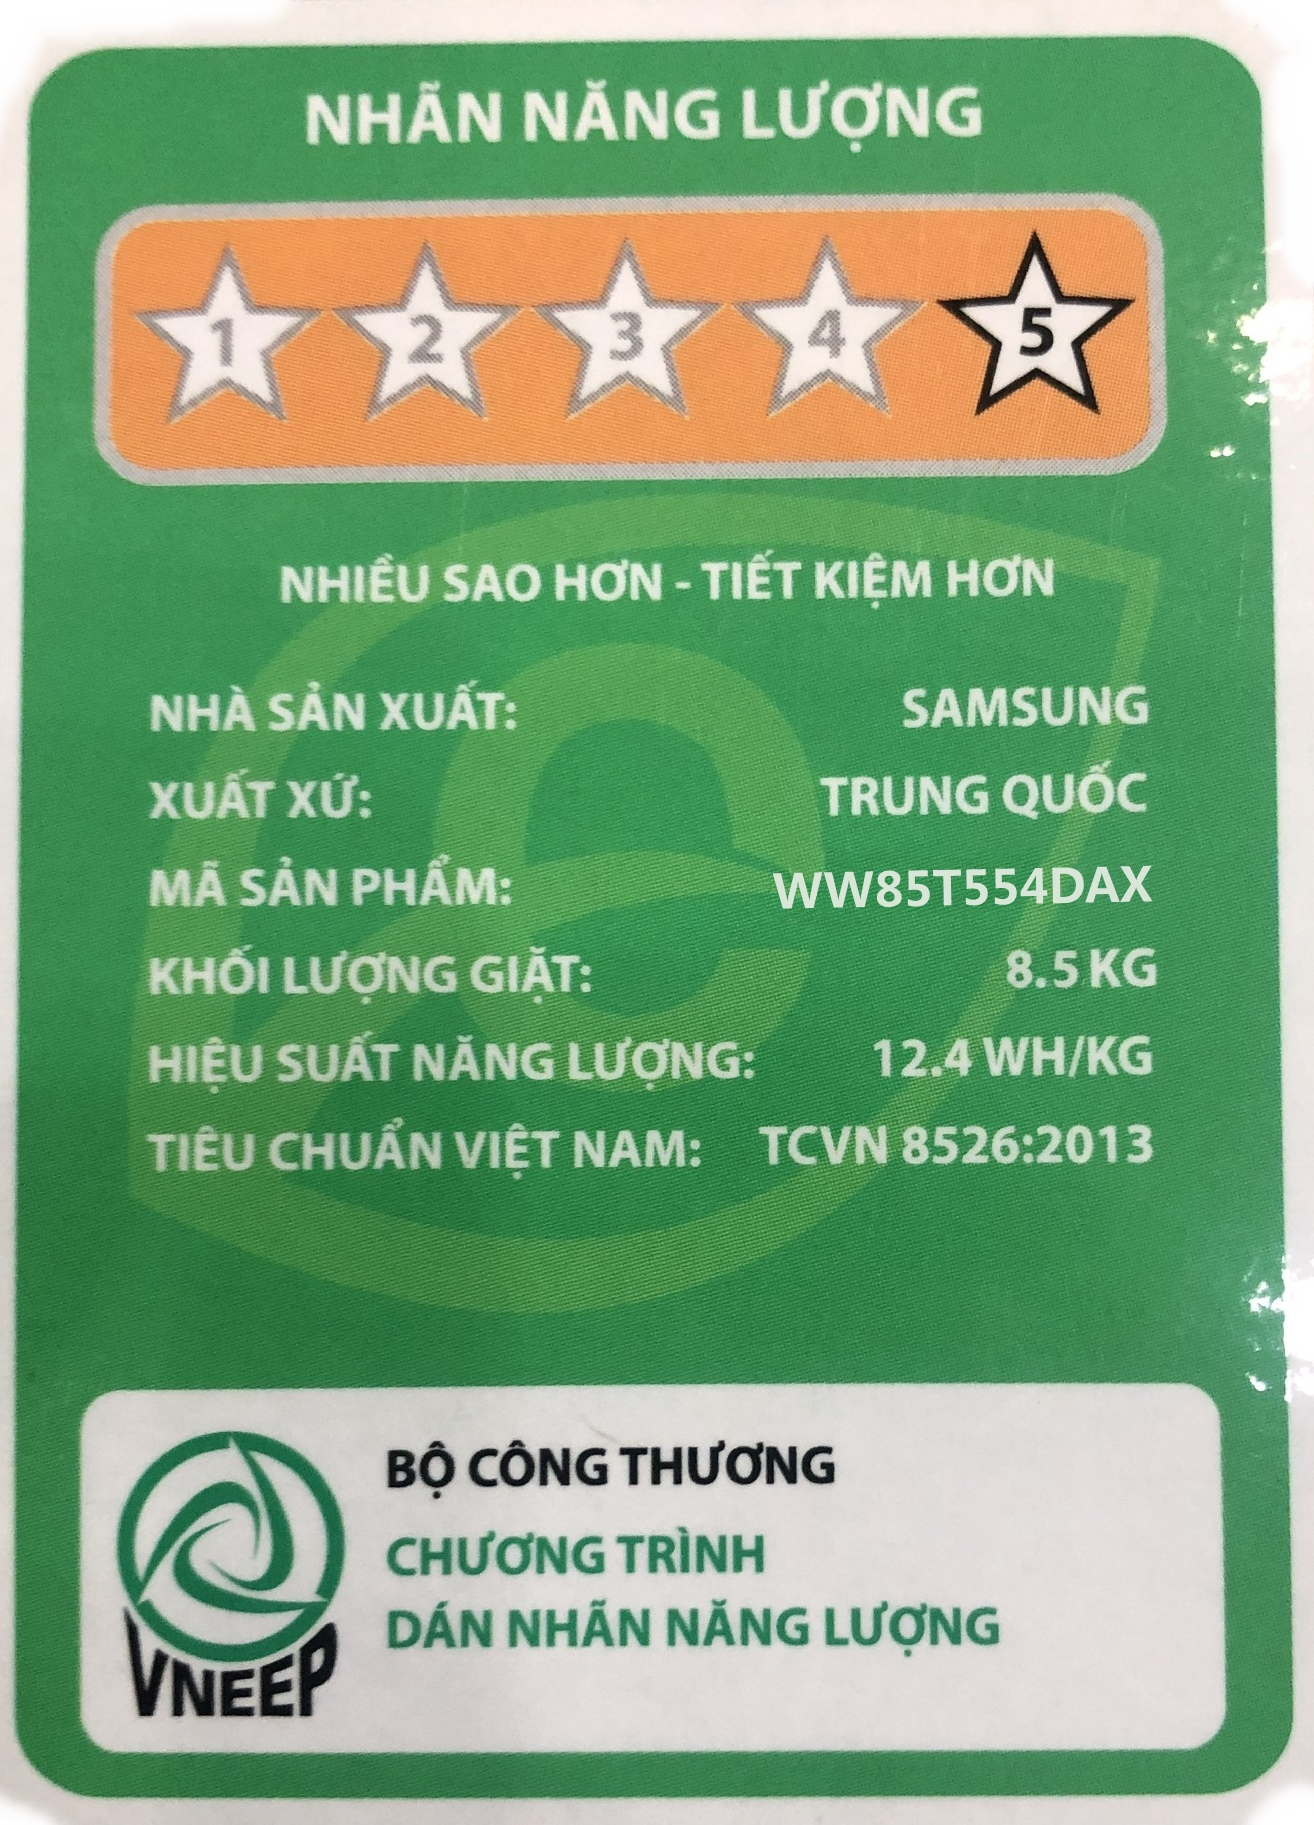 NHÃN NĂNG LƯỢNG
1 2 3 4 5
NHIỀU SAO HƠN - TIẾT KIỆM HƠN
NHÀ SẢN XUẤT: SAMSUNG
XUẤT XỨ: TRUNG QUỐC
MÃ SẢN PHẨM: WW85T554DAX
KHỐI LƯỢNG GIẶT: 8.5 KG
HIỆU SUẤT NĂNG LƯỢNG: 12.4 WH/KG
TIÊU CHUẨN VIỆT NAM: TCVN 8526:2013
BỘ CÔNG THƯƠNG
CHƯƠNG TRÌNH
DÁN NHÃN NĂNG LƯỢNG
VNEEP